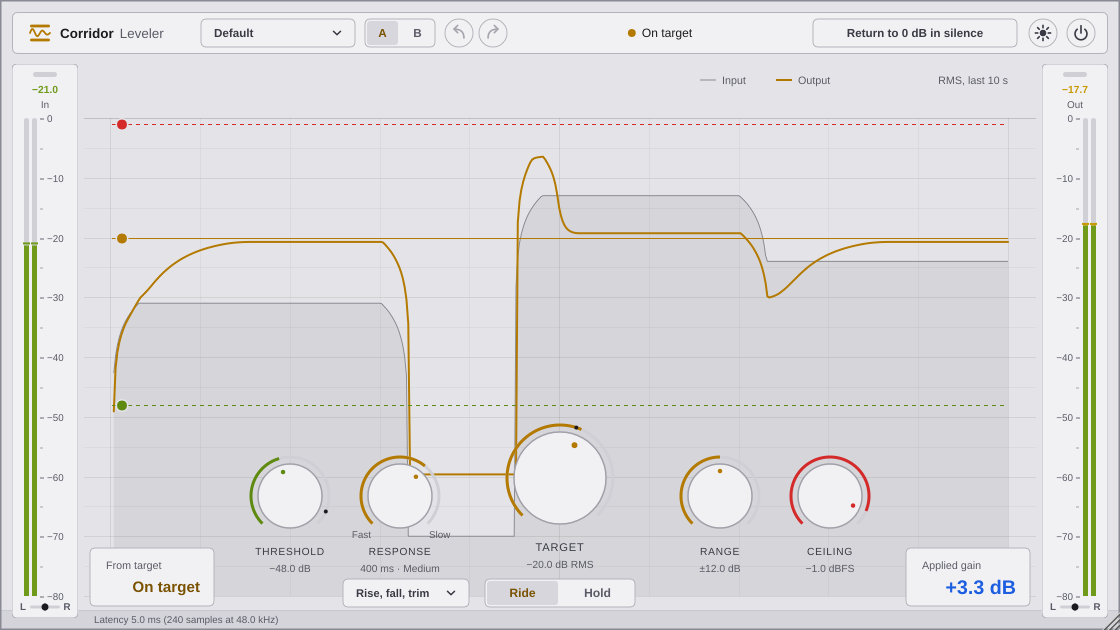 Corridor Leveler
Default
A B
On target
Return to 0 dB in silence
−21.0
In
Input
Output
RMS, last 10 s
−17.7
Out
0
−10
−20
−30
−40
−50
−60
−70
−80
0
−10
−20
−30
−40
−50
−60
−70
−80
Fast Slow
THRESHOLD
−48.0 dB
RESPONSE
400 ms · Medium
TARGET
−20.0 dB RMS
RANGE
±12.0 dB
CEILING
−1.0 dBFS
From target
On target
Rise, fall, trim
Ride Hold
Applied gain
+3.3 dB
L R
L R
Latency 5.0 ms (240 samples at 48.0 kHz)